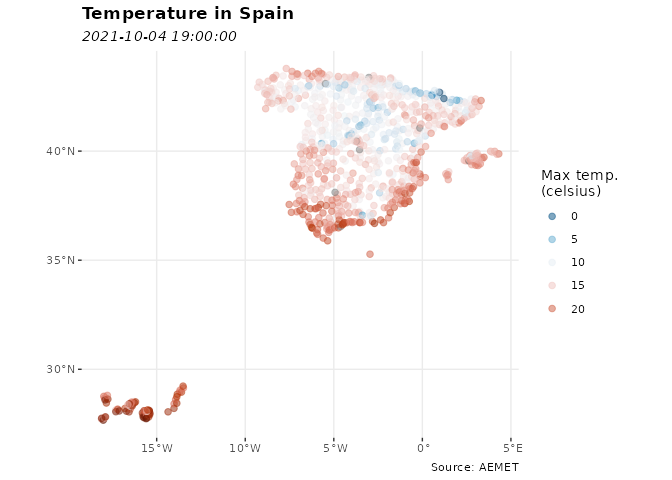 Temperature in Spain
2021-10-04 19:00:00
40°N
35°N
30°N
15°W
10°W
5°W
0°
5°E
Max temp.
(celsius)
0
5
10
15
20
Source: AEMET